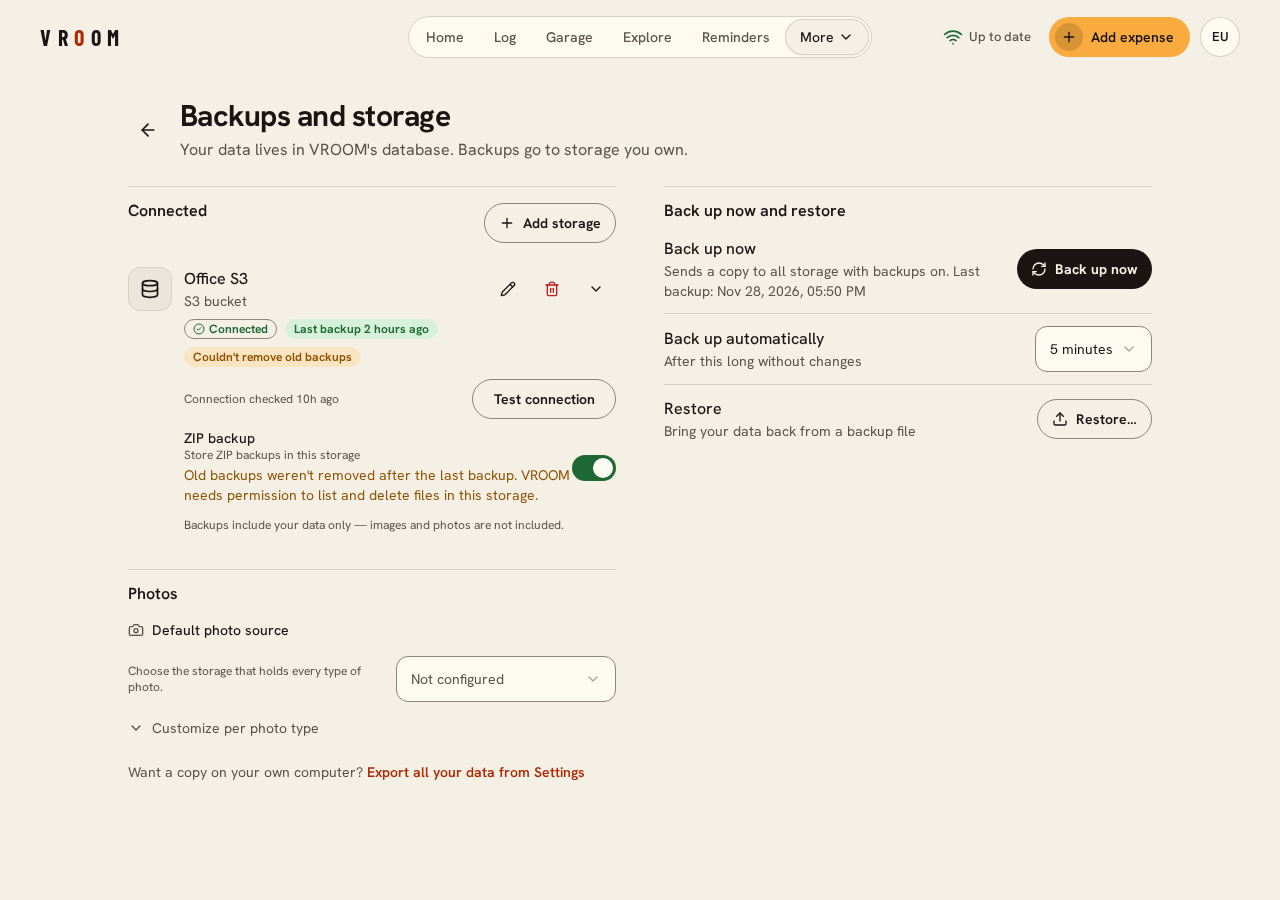 VROOM
Home
Log
Garage
Explore
Reminders
More
Up to date
Add expense
EU
Backups and storage
Your data lives in VROOM's database. Backups go to storage you own.
Connected
Add storage
Office S3
S3 bucket
Connected
Last backup 2 hours ago
Couldn't remove old backups
Connection checked 10h ago
Test connection
ZIP backup
Store ZIP backups in this storage
Old backups weren't removed after the last backup. VROOM
needs permission to list and delete files in this storage.
Backups include your data only — images and photos are not included.
Photos
Default photo source
Choose the storage that holds every type of
photo.
Not configured
Customize per photo type
Want a copy on your own computer? Export all your data from Settings
Back up now and restore
Back up now
Sends a copy to all storage with backups on. Last
backup: Nov 28, 2026, 05:50 PM
Back up now
Back up automatically
After this long without changes
5 minutes
Restore
Bring your data back from a backup file
Restore...